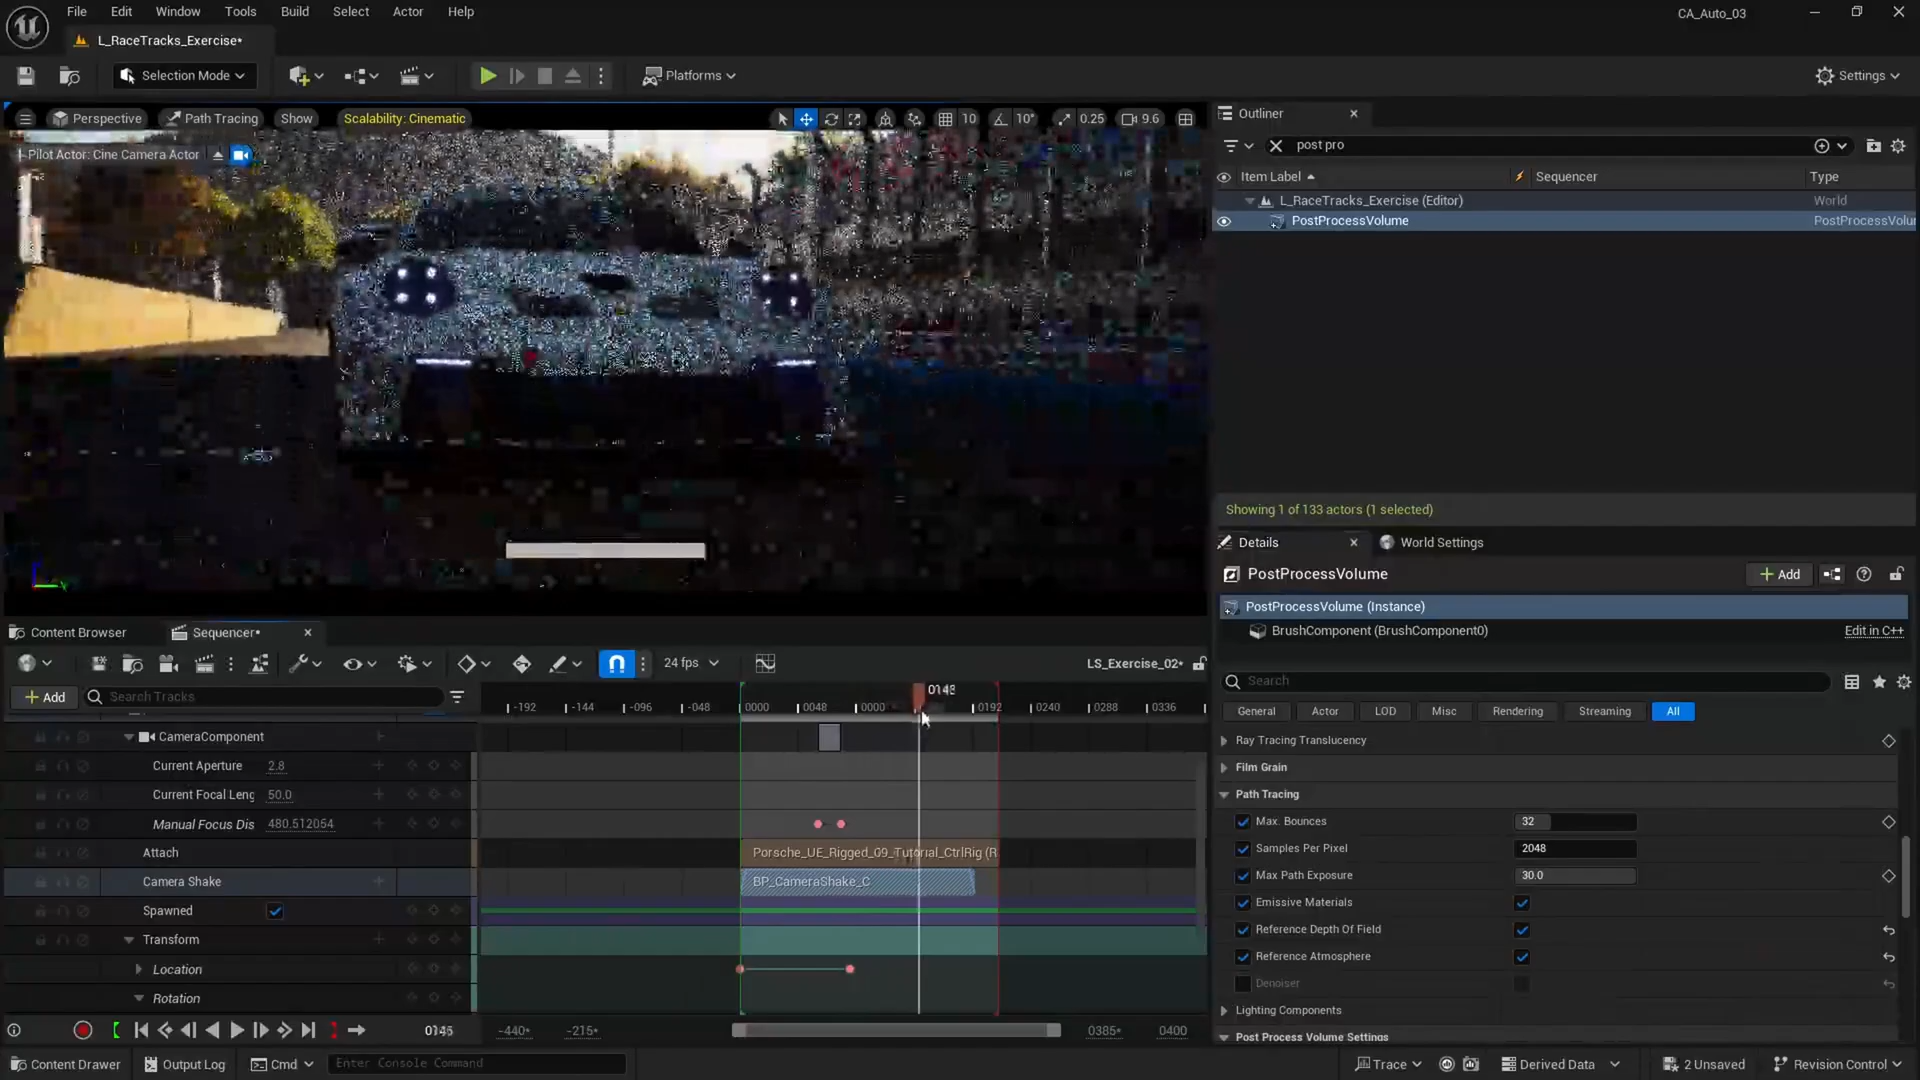 File Edit Window Tools Build Select Actor Help
CA_Auto_03
L_RaceTracks_Exercise*
Selection Mode
Platforms
Settings
Perspective Path Tracing Show Scalability: Cinematic
10 10° 0.25 9.6
Pilot Actor: Cine Camera Actor
Outliner
post pro
Item Label Sequencer Type
L_RaceTracks_Exercise (Editor) World
PostProcessVolume PostProcessVolur
Showing 1 of 133 actors (1 selected)
Details World Settings
PostProcessVolume
Add
PostProcessVolume (Instance)
BrushComponent (BrushComponent0) Edit in C++
Search
General Actor LOD Misc Rendering Streaming All
Ray Tracing Translucency
Film Grain
Path Tracing
Max. Bounces 32
Samples Per Pixel 2048
Max Path Exposure 30.0
Emissive Materials
Reference Depth Of Field
Reference Atmosphere
Denoiser
Lighting Components
Post Process Volume Settings
Content Browser Sequencer*
24 fps LS_Exercise_02*
Add Search Tracks
-192 -144 -096 -048 0000 0048 0000 0192 0240 0288 0336
CameraComponent
Current Aperture 2.8
Current Focal Leng 50.0
Manual Focus Dis 480.512054
Attach Porsche_UE_Rigged_09_Tutorial_CtrlRig (R
Camera Shake BP_CameraShake_C
Spawned
Transform
Location
Rotation
-440* -215* 0385* 0400
Content Drawer Output Log Cmd Enter Console Command
Trace Derived Data 2 Unsaved Revision Control